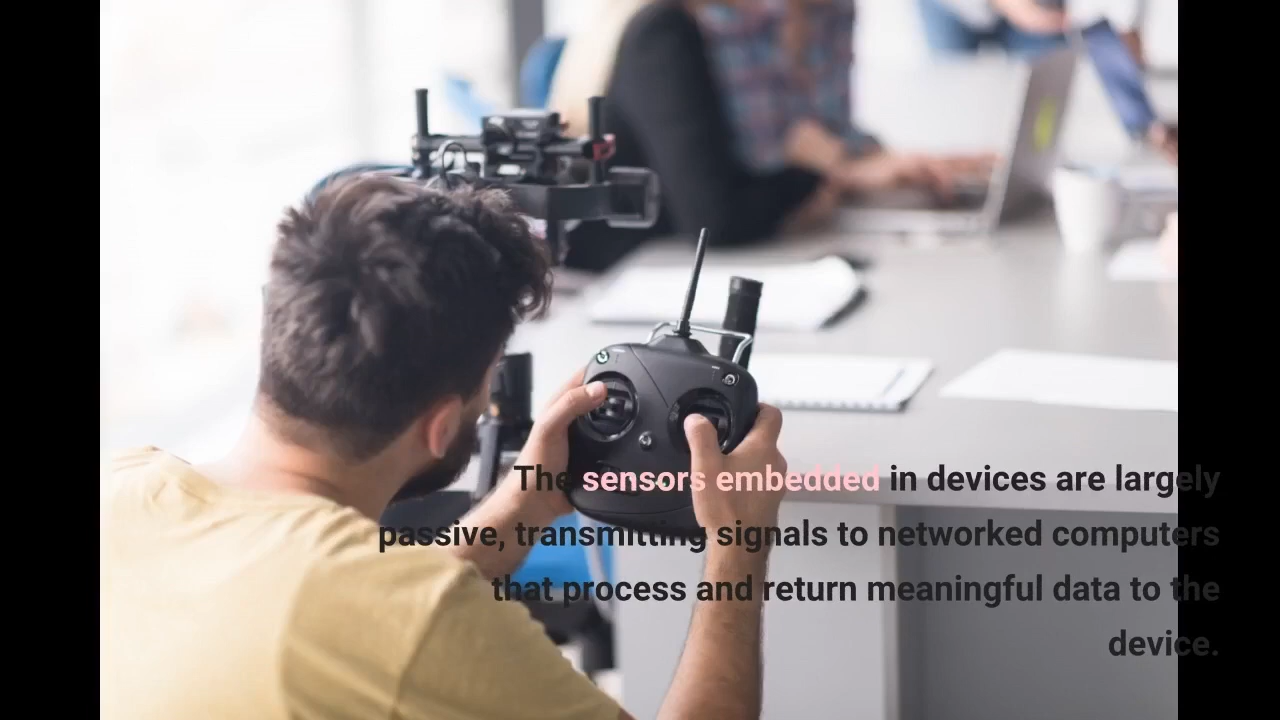 The sensors embedded in devices are largely
passive, transmitting signals to networked computers
that process and return meaningful data to the
device.